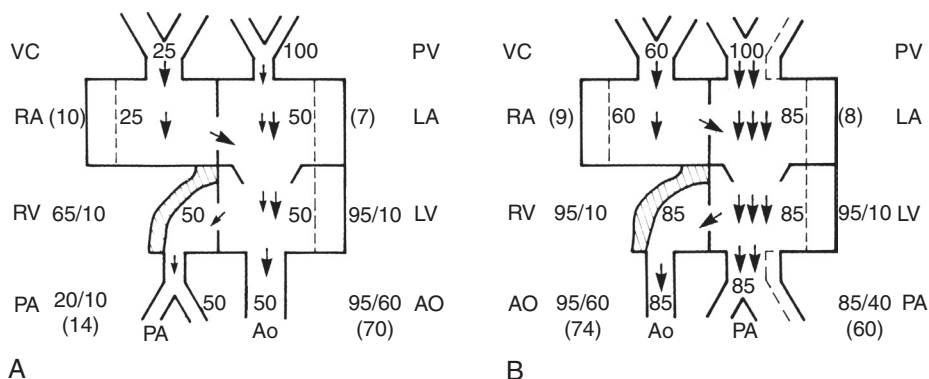 VC 25 100 PV VC 60 100 PV
RA (10) 25 50 (7) LA RA (9) 60 85 (8) LA
RV 65/10 50 50 95/10 LV RV 95/10 85 85 95/10 LV
PA 20/10 50 50 95/60 AO AO 95/60 85 85 85/40 PA
(14) PA Ao (70) (74) Ao PA (60)
A B